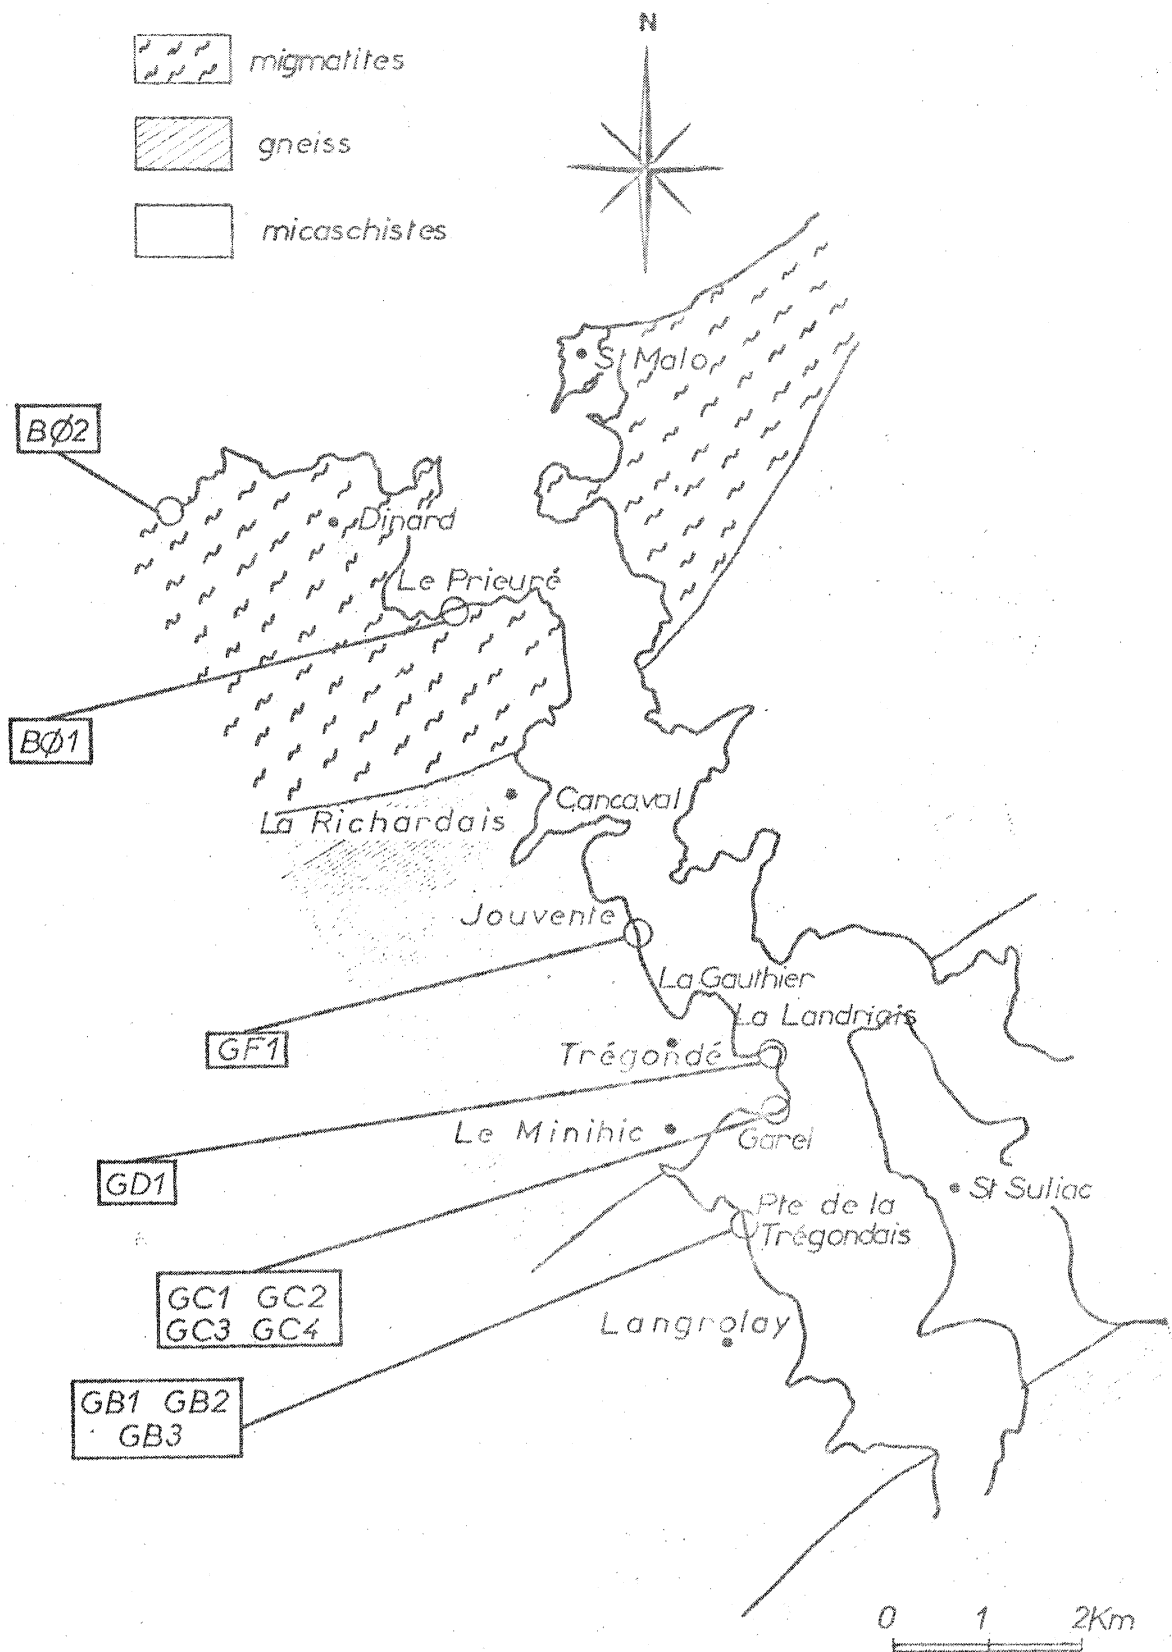 N
migmatites
gneiss
micaschistes
St Malo
BØ2
Dinard
Le Prieuré
BØ1
Cancaval
La Richardais
Jouvente
La Gauthier
La Landriais
GF1
Trégondé
Le Minihic
Garel
GD1
St Suliac
Pte de la
Trégondais
GC1 GC2
GC3 GC4
Langrolay
GB1 GB2
GB3
0 1 2Km